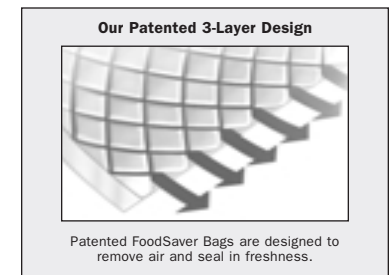 Our Patented 3-Layer Design
Patented FoodSaver Bags are designed to
remove air and seal in freshness.